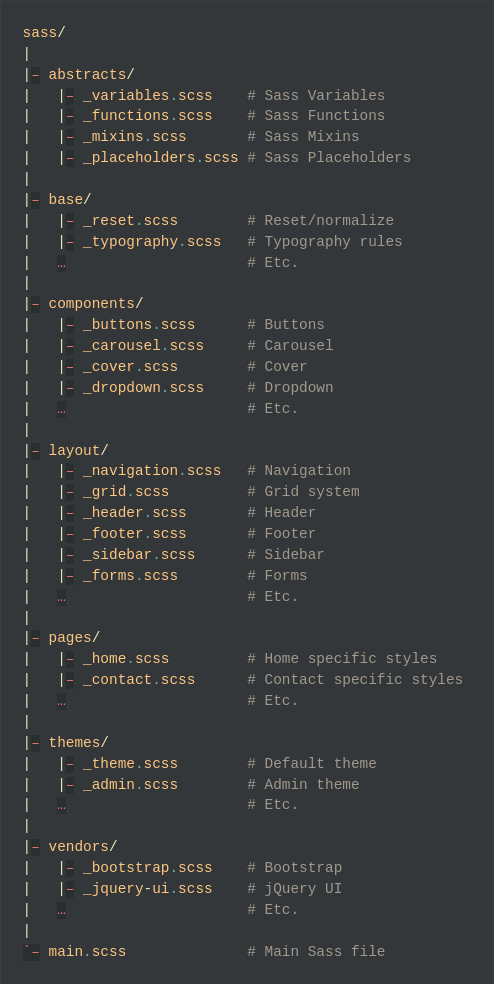 sass/
|
|– abstracts/
|   |– _variables.scss    # Sass Variables
|   |– _functions.scss    # Sass Functions
|   |– _mixins.scss       # Sass Mixins
|   |– _placeholders.scss # Sass Placeholders
|
|– base/
|   |– _reset.scss        # Reset/normalize
|   |– _typography.scss   # Typography rules
|   …                     # Etc.
|
|– components/
|   |– _buttons.scss      # Buttons
|   |– _carousel.scss     # Carousel
|   |– _cover.scss        # Cover
|   |– _dropdown.scss     # Dropdown
|   …                     # Etc.
|
|– layout/
|   |– _navigation.scss   # Navigation
|   |– _grid.scss         # Grid system
|   |– _header.scss       # Header
|   |– _footer.scss       # Footer
|   |– _sidebar.scss      # Sidebar
|   |– _forms.scss        # Forms
|   …                     # Etc.
|
|– pages/
|   |– _home.scss         # Home specific styles
|   |– _contact.scss      # Contact specific styles
|   …                     # Etc.
|
|– themes/
|   |– _theme.scss        # Default theme
|   |– _admin.scss        # Admin theme
|   …                     # Etc.
|
|– vendors/
|   |– _bootstrap.scss    # Bootstrap
|   |– _jquery-ui.scss    # jQuery UI
|   …                     # Etc.
|
`– main.scss              # Main Sass file